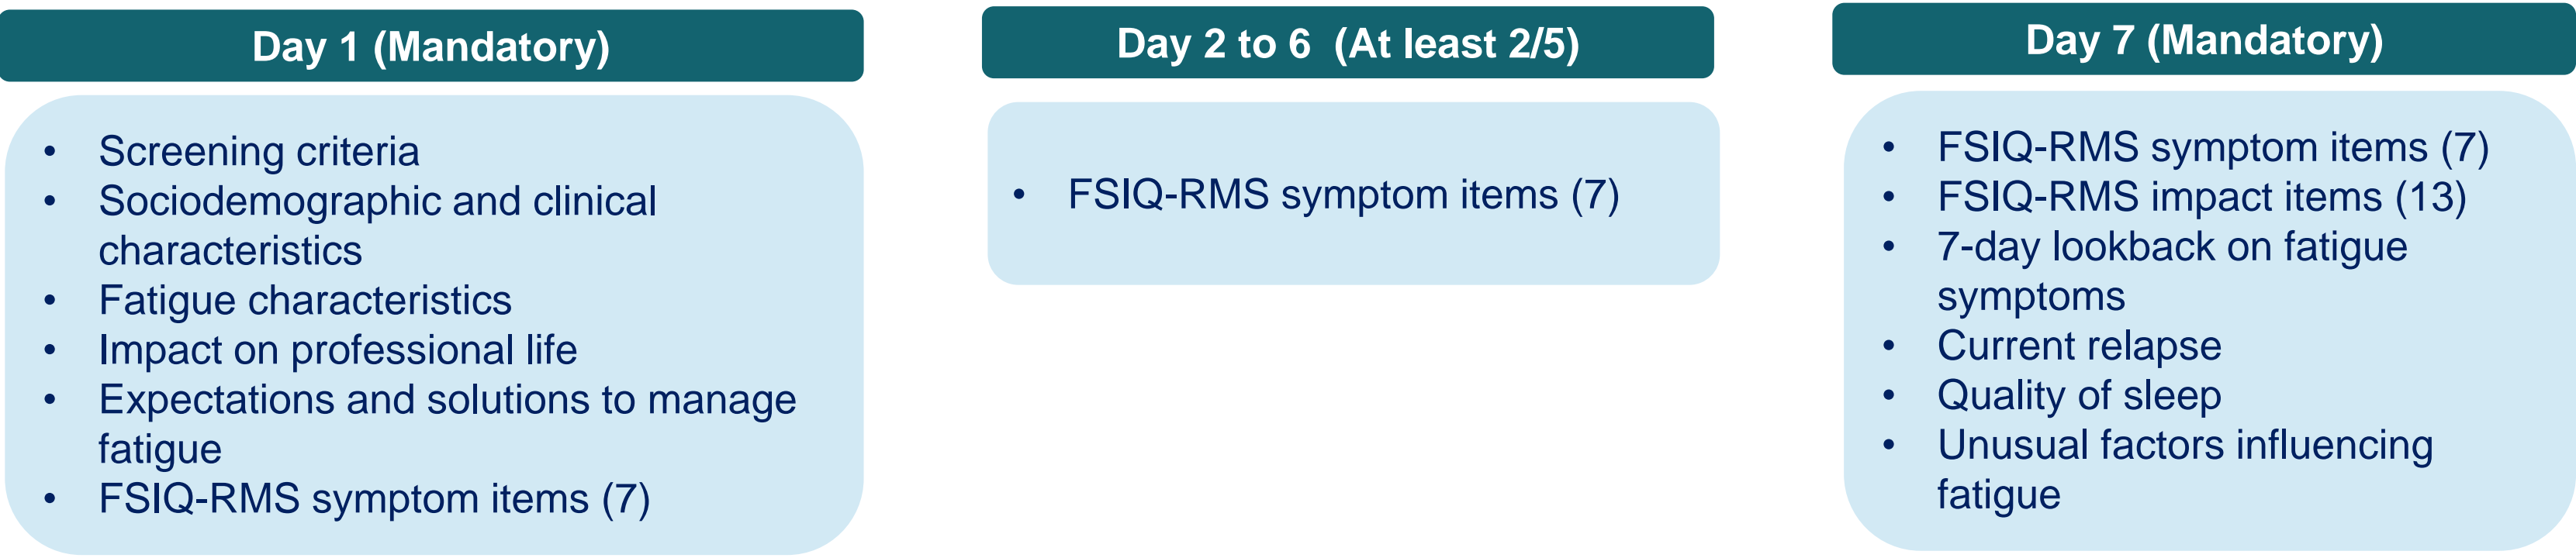 Day 1 (Mandatory)
• Screening criteria
• Sociodemographic and clinical
characteristics
• Fatigue characteristics
• Impact on professional life
• Expectations and solutions to manage
fatigue
• FSIQ-RMS symptom items (7)
Day 2 to 6 (At least 2/5)
• FSIQ-RMS symptom items (7)
Day 7 (Mandatory)
• FSIQ-RMS symptom items (7)
• FSIQ-RMS impact items (13)
• 7-day lookback on fatigue
symptoms
• Current relapse
• Quality of sleep
• Unusual factors influencing
fatigue